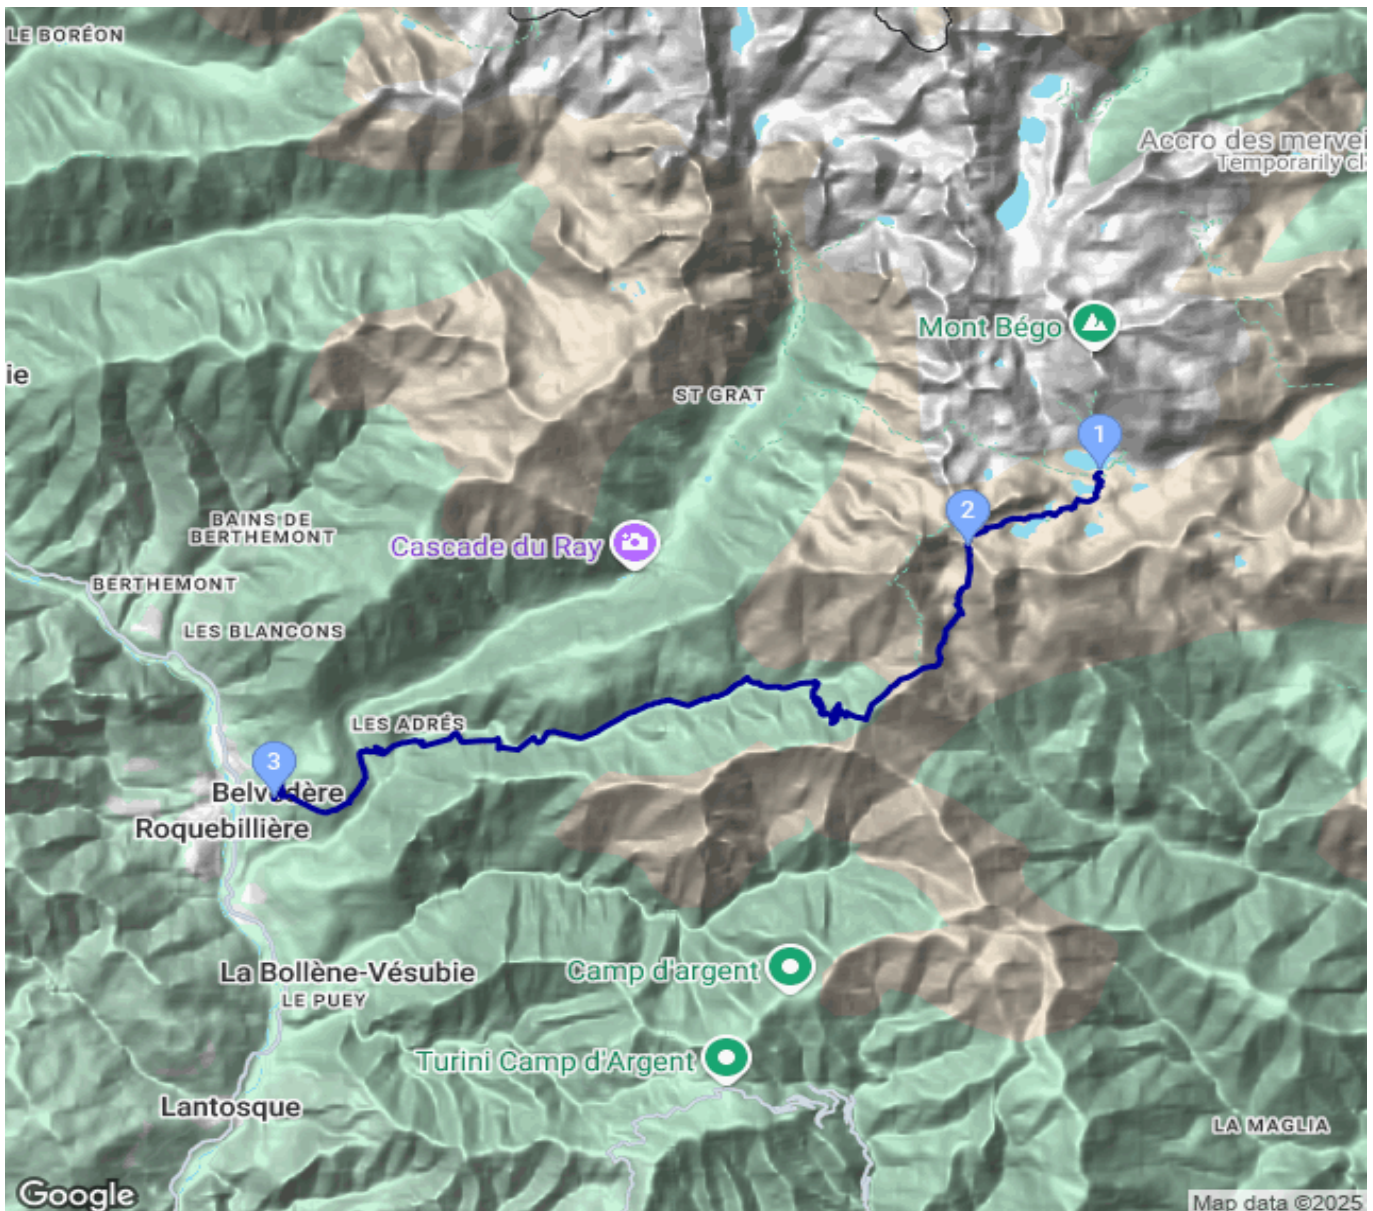 LE BORÉON
Accro des mervei
Temporarily cl
Mont Bégo
ie
ST GRAT
1
2
BAINS DE
BERTHEMONT
Cascade du Ray
BERTHEMONT
LES BLANCONS
LES ADRÉS
3
Belvédère
Roquebillière
La Bollène-Vésubie
LE PUEY
Camp d'argent
Turini Camp d'Argent
Lantosque
LA MAGLIA
Google
Map data ©2025